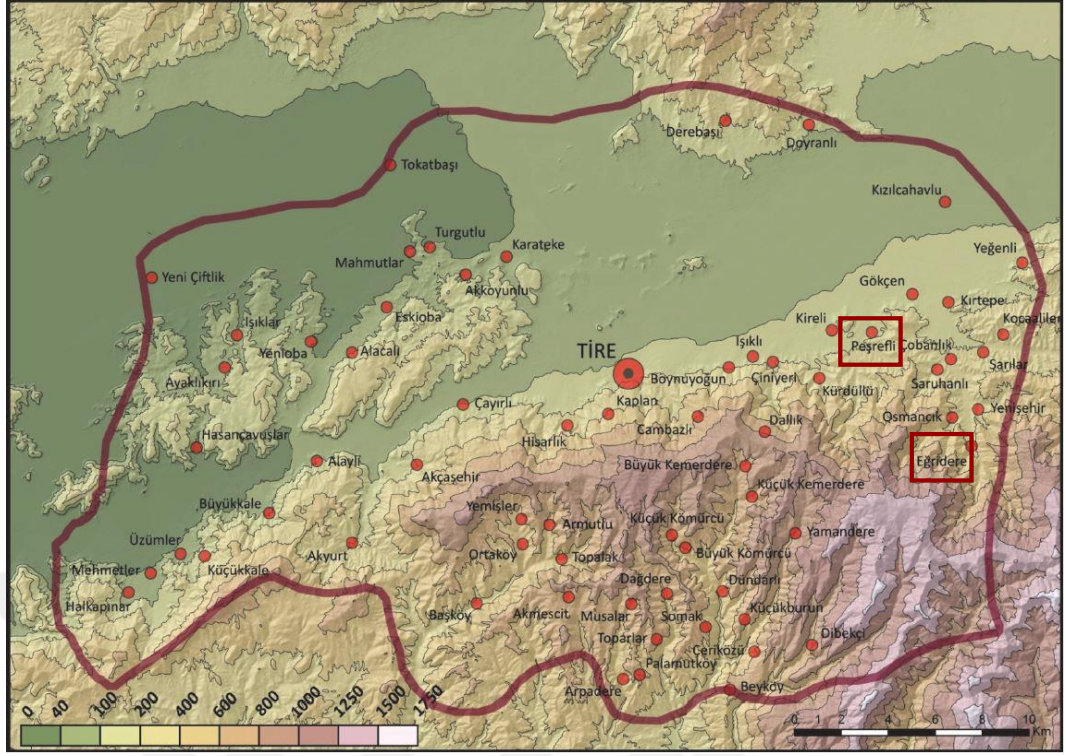 Derebaşı
Doyranlı
Tokatbaşı
Kızılcahavlu
Turgutlu
Karateke
Mahmutlar
Yeğenli
Yeni Çiftlik
Akkoyunlu
Gökçen
Kırtepe
Eskioba
Işıklar
Kireli
Kocaaliler
Yenioba
Alacalı
TİRE
Işıklı
Peşrefli
Çobanlık
Sarılar
Ayaklıkırı
Boynuyoğun
Çiniyeri
Saruhanlı
Kürdüllü
Çayırlı
Kaplan
Yenişehir
Osmancık
Cambazlı
Dallık
Hisarlık
Hasançavuşlar
Alayli
Akçaşehir
Büyük Kemerdere
Eğridere
Küçük Kemerdere
Büyükkale
Yemişler
Armutlu
Küçük Kömürcü
Yamandere
Üzümler
Akyurt
Ortaköy
Topalak
Büyük Kömürcü
Mehmetler
Küçükkale
Dağdere
Dündarlı
Halkapınar
Başköy
Akmescit
Musalar
Somak
Küçükburun
Toparlar
Dibekçi
Çeriközü
Palamutköy
Arpadere
Beyköy
0 40 100 200 400 600 800 1000 1250 1500 1750
0 1 2 4 6 8 10
Km